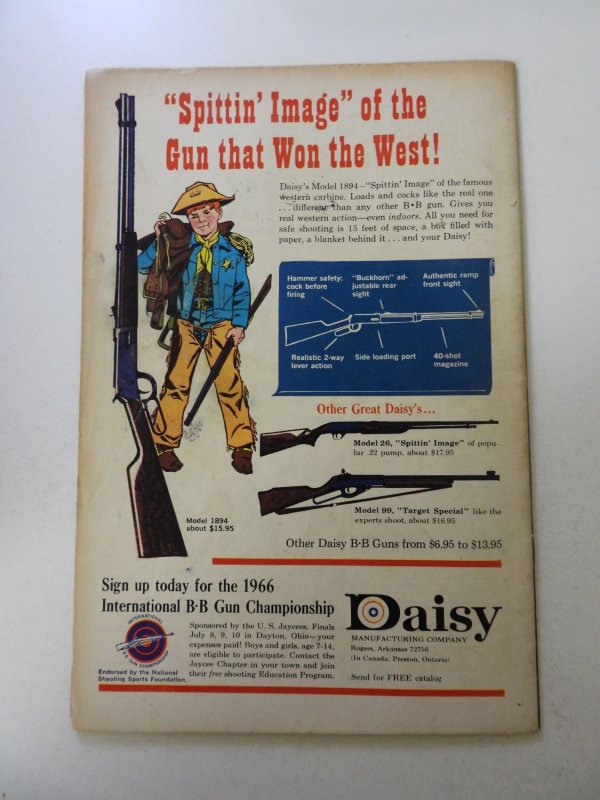 "Spittin' Image" of the
Gun that Won the West!
Daisy's Model 1894—"Spittin' Image" of the famous
western carbine. Loads and cocks like the real one
. . . different than any other B·B gun. Gives you
real western action—even indoors. All you need for
safe shooting is 15 feet of space, a box filled with
paper, a blanket behind it . . . and your Daisy!
Hammer safety:
cock before
firing
"Buckhorn" ad-
justable rear
sight
Authentic ramp
front sight
Realistic 2-way
lever action
Side loading port
40-shot
magazine
Other Great Daisy's...
Model 26, "Spittin' Image" of popu-
lar .22 pump, about $17.95
Model 99, "Target Special" like the
experts shoot, about $16.95
Model 1894
about $15.95
Other Daisy B·B Guns from $6.95 to $13.95
Sign up today for the 1966
International B·B Gun Championship
INTERNATIONAL
B·B GUN CHAMPIONSHIP
Endorsed by the National
Shooting Sports Foundation.
Sponsored by the U. S. Jaycees. Finals
July 8, 9, 10 in Dayton, Ohio—your
expenses paid! Boys and girls, age 7-14,
are eligible to participate. Contact the
Jaycee Chapter in your town and join
their free shooting Education Program.
Daisy
MANUFACTURING COMPANY
Rogers, Arkansas 72756
(In Canada: Preston, Ontario)
Send for FREE catalog